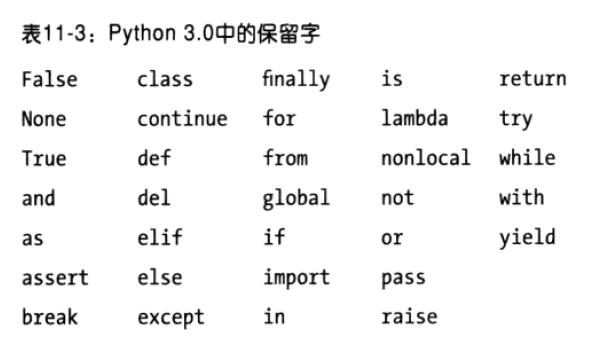 表11-3：Python 3.0中的保留字
False class finally is return
None continue for lambda try
True def from nonlocal while
and del global not with
as elif if or yield
assert else import pass
break except in raise